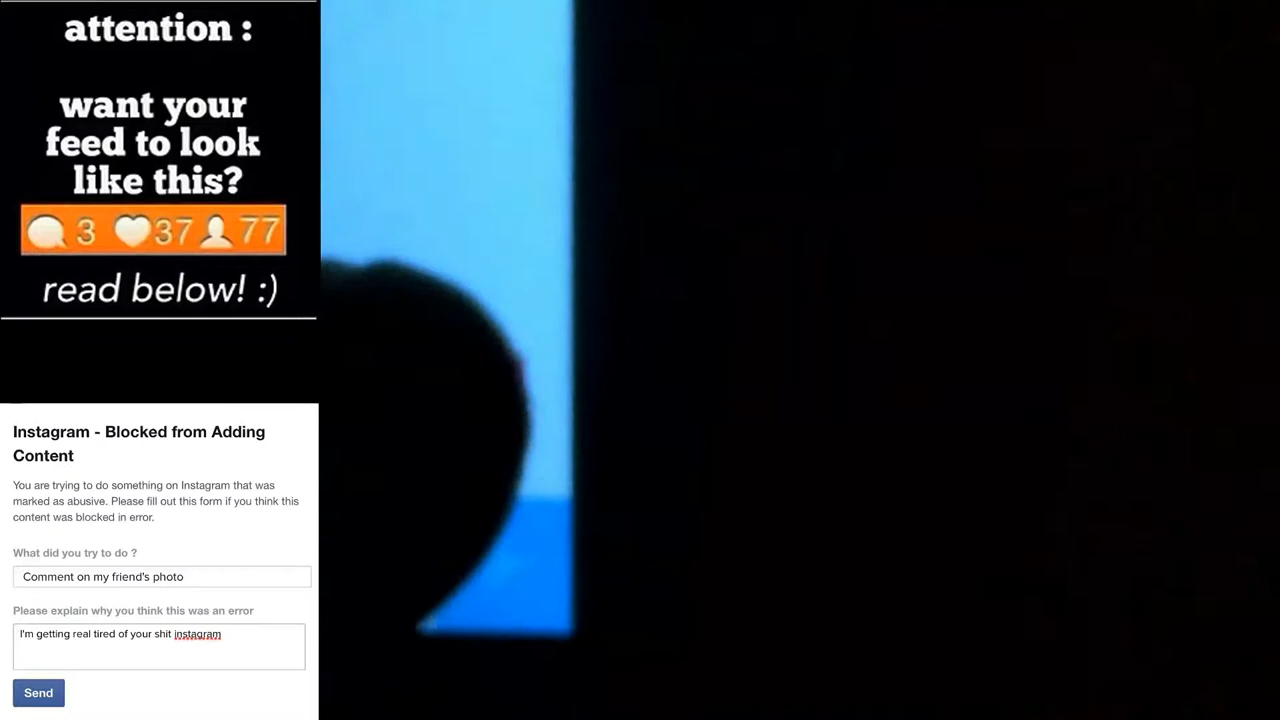 attention :
want your
feed to look
like this?
3 37 77
read below! :)
Instagram - Blocked from Adding
Content
You are trying to do something on Instagram that was
marked as abusive. Please fill out this form if you think this
content was blocked in error.
What did you try to do ?
Comment on my friend's photo
Please explain why you think this was an error
I'm getting real tired of your shit instagram
Send